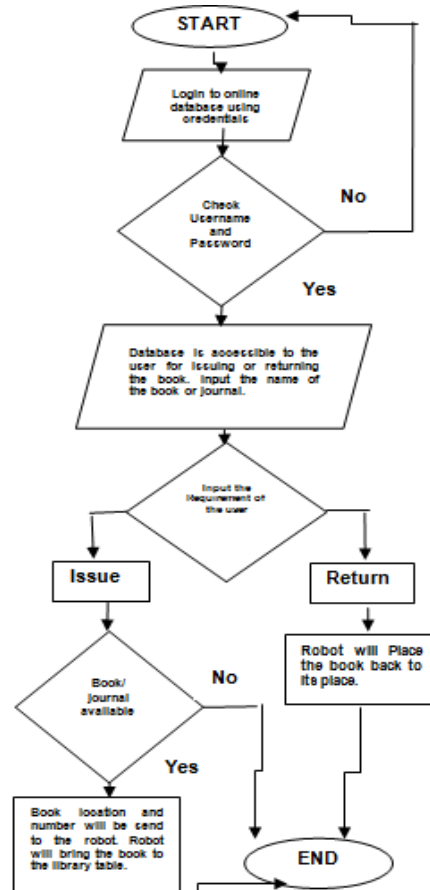 START
Login to online
database using
credentials
Check
Username
and
Password
No
Yes
Database is accessible to the
user for issuing or returning
the book. Input the name of
the book or journal.
Input the
Requirement of
the user
Issue
Return
Book/
journal
available
No
Yes
Robot will Place
the book back to
its place.
Book location and
number will be send
to the robot. Robot
will bring the book to
the library table.
END